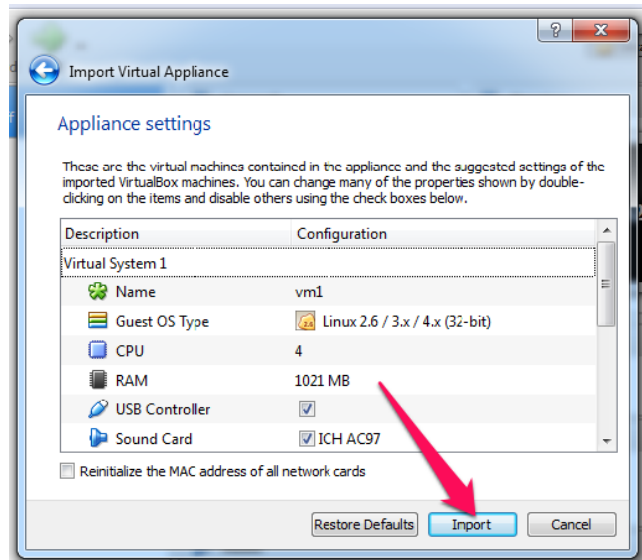 Import Virtual Appliance
Appliance settings
These are the virtual machines contained in the appliance and the suggested settings of the
imported VirtualBox machines. You can change many of the properties shown by double-
clicking on the items and disable others using the check boxes below.
Description Configuration
Virtual System 1
Name vm1
Guest OS Type Linux 2.6 / 3.x / 4.x (32-bit)
CPU 4
RAM 1021 MB
USB Controller
Sound Card ICH AC97
Reinitialize the MAC address of all network cards
Restore Defaults Import Cancel